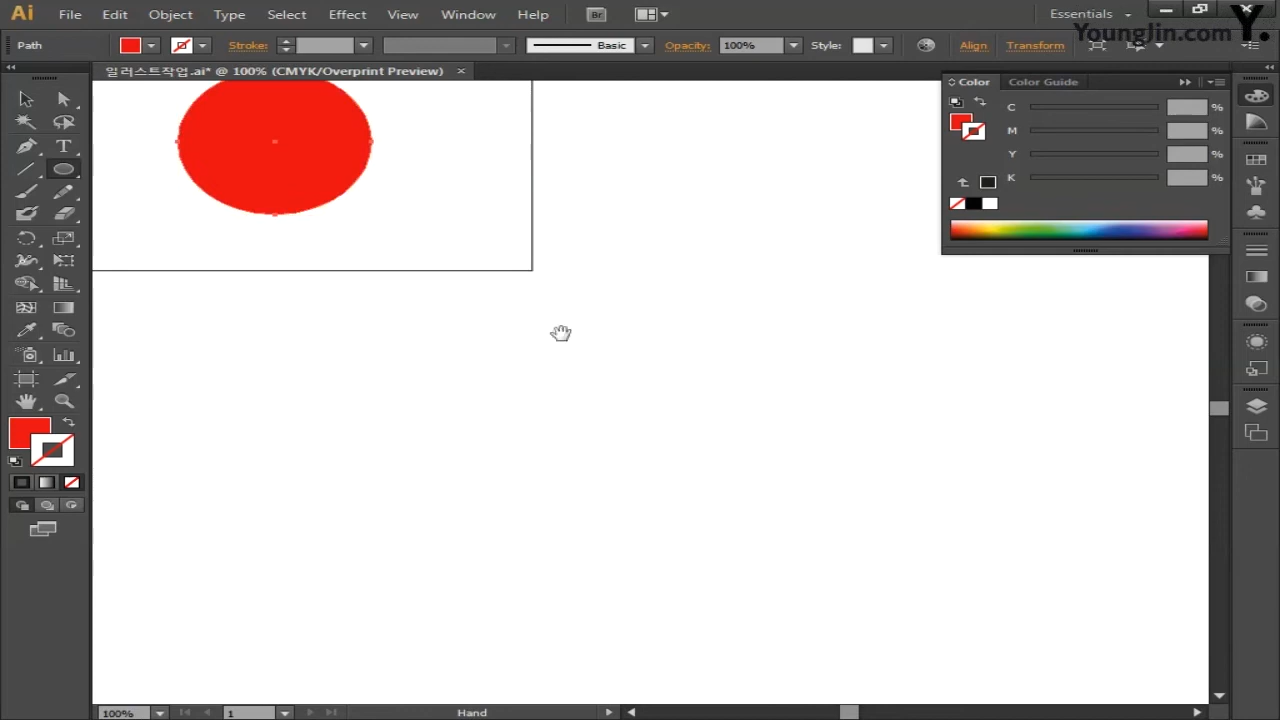 Ai File Edit Object Type Select Effect View Window Help Br Essentials
YoungJin.com Y.
Path Stroke: Basic Opacity: 100% Style: Align Transform
일러스트작업.ai* @ 100% (CMYK/Overprint Preview) ×
Color Color Guide
C %
M %
Y %
K %
T
100% 1 Hand